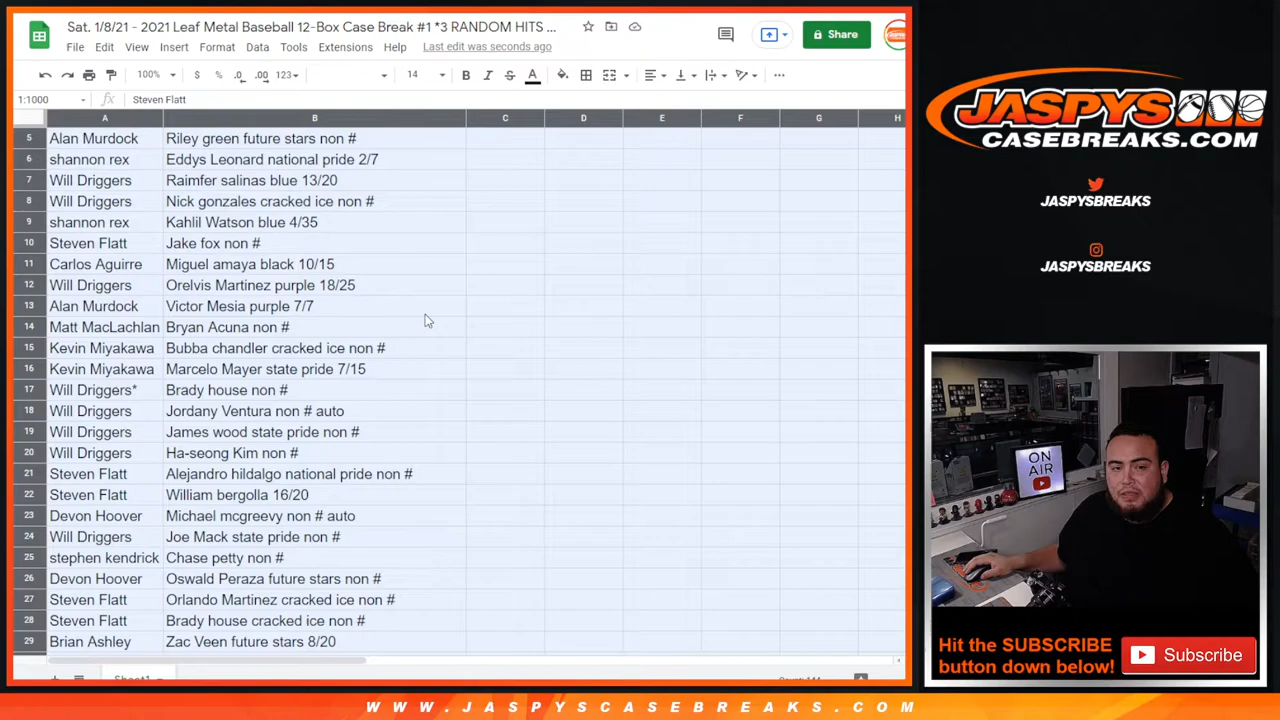 Sat. 1/8/21 - 2021 Leaf Metal Baseball 12-Box Case Break #1 *3 RANDOM HITS ...
File Edit View Insert Format Data Tools Extensions Help Last edit was seconds ago
Share
100% $ % .0 .00 123 14 B I S A
1:1000 fx Steven Flatt
A B C D E F G H
5 Alan Murdock Riley green future stars non #
6 shannon rex Eddys Leonard national pride 2/7
7 Will Driggers Raimfer salinas blue 13/20
8 Will Driggers Nick gonzales cracked ice non #
9 shannon rex Kahlil Watson blue 4/35
10 Steven Flatt Jake fox non #
11 Carlos Aguirre Miguel amaya black 10/15
12 Will Driggers Orelvis Martinez purple 18/25
13 Alan Murdock Victor Mesia purple 7/7
14 Matt MacLachlan Bryan Acuna non #
15 Kevin Miyakawa Bubba chandler cracked ice non #
16 Kevin Miyakawa Marcelo Mayer state pride 7/15
17 Will Driggers* Brady house non #
18 Will Driggers Jordany Ventura non # auto
19 Will Driggers James wood state pride non #
20 Will Driggers Ha-seong Kim non #
21 Steven Flatt Alejandro hildalgo national pride non #
22 Steven Flatt William bergolla 16/20
23 Devon Hoover Michael mcgreevy non # auto
24 Will Driggers Joe Mack state pride non #
25 stephen kendrick Chase petty non #
26 Devon Hoover Oswald Peraza future stars non #
27 Steven Flatt Orlando Martinez cracked ice non #
28 Steven Flatt Brady house cracked ice non #
29 Brian Ashley Zac Veen future stars 8/20
Sheet1
JASPYS
CASEBREAKS.COM
JASPYSBREAKS
JASPYSBREAKS
ON AIR
Hit the SUBSCRIBE
button down below!
Subscribe
WWW.JASPYSCASEBREAKS.COM